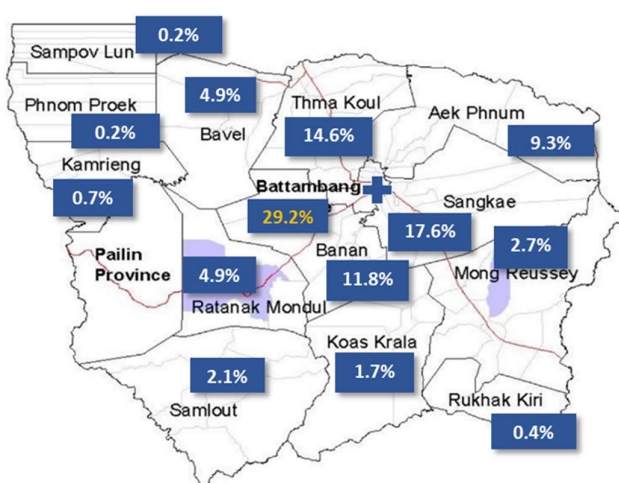 0.2%
Sampov Lun
4.9%
Thma Koul
Phnom Proek
Aek Phnum
0.2%
Bavel
14.6%
9.3%
Kamrieng
0.7%
Battambang
Sangkae
29.2%
17.6%
Banan
2.7%
Pailin
Province
4.9%
11.8%
Mong Reussey
Ratanak Mondul
Koas Krala
2.1%
1.7%
Samlout
Rukhak Kiri
0.4%